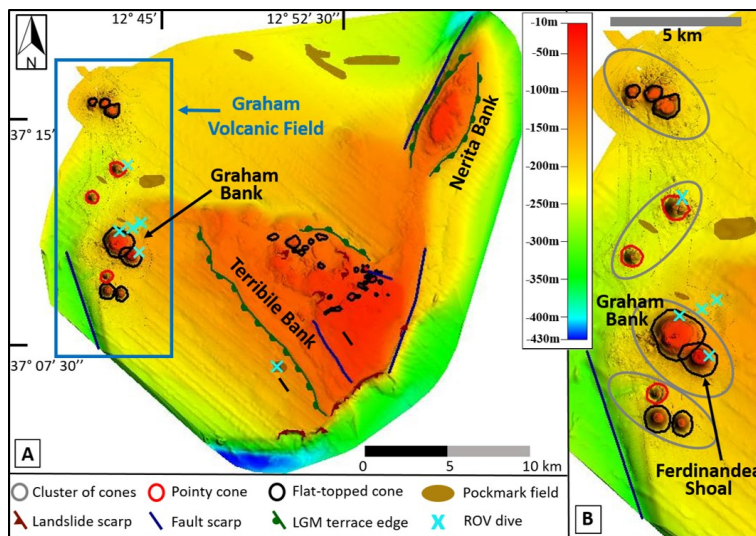 12° 45'
12° 52' 30"
N
Graham
Volcanic Field
37° 15'
Graham
Bank
Nerita Bank
Terribile Bank
37° 07' 30"
A
0 5 10 km
-10m
-50m
-100m
-150m
-200m
-250m
-300m
-350m
-400m
-430m
5 km
Graham
Bank
Ferdinandea
Shoal
B
Cluster of cones
Pointy cone
Flat-topped cone
Pockmark field
Landslide scarp
Fault scarp
LGM terrace edge
ROV dive